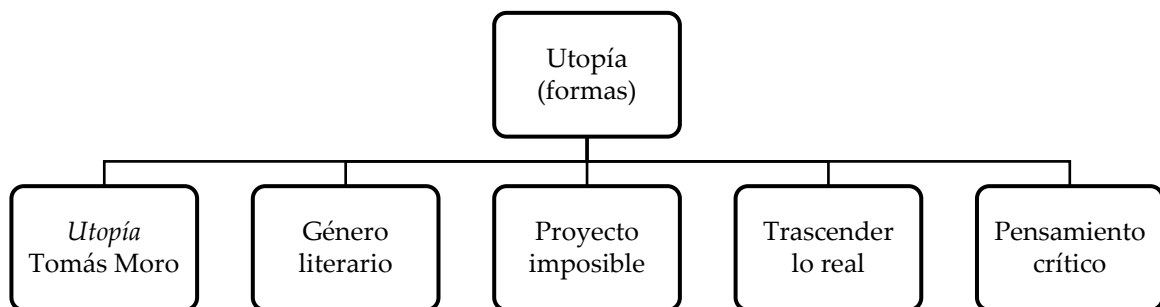 Utopía
(formas)
Utopía
Tomás Moro
Género
literario
Proyecto
imposible
Trascender
lo real
Pensamiento
crítico